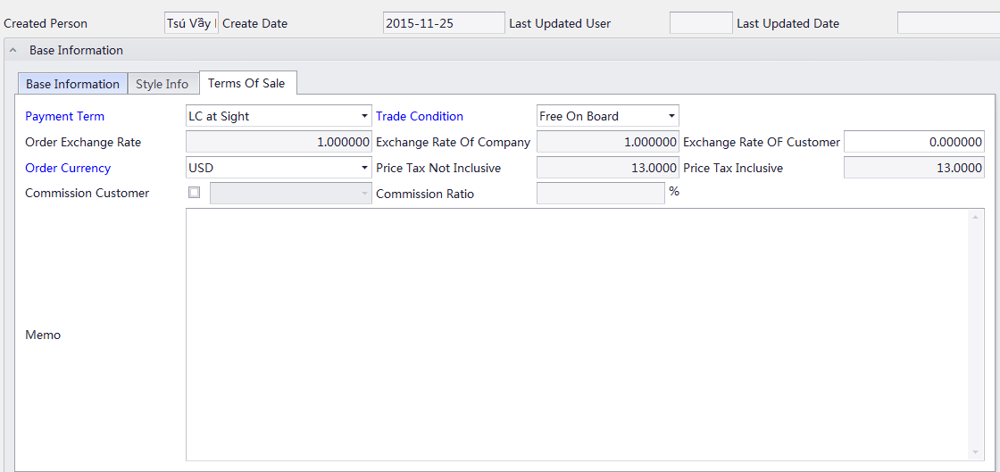 Created Person Tsú Vầy Create Date 2015-11-25 Last Updated User Last Updated Date
Base Information
Base Information Style Info Terms Of Sale
Payment Term LC at Sight Trade Condition Free On Board
Order Exchange Rate 1.000000 Exchange Rate Of Company 1.000000 Exchange Rate OF Customer 0.000000
Order Currency USD Price Tax Not Inclusive 13.0000 Price Tax Inclusive 13.0000
Commission Customer Commission Ratio %
Memo